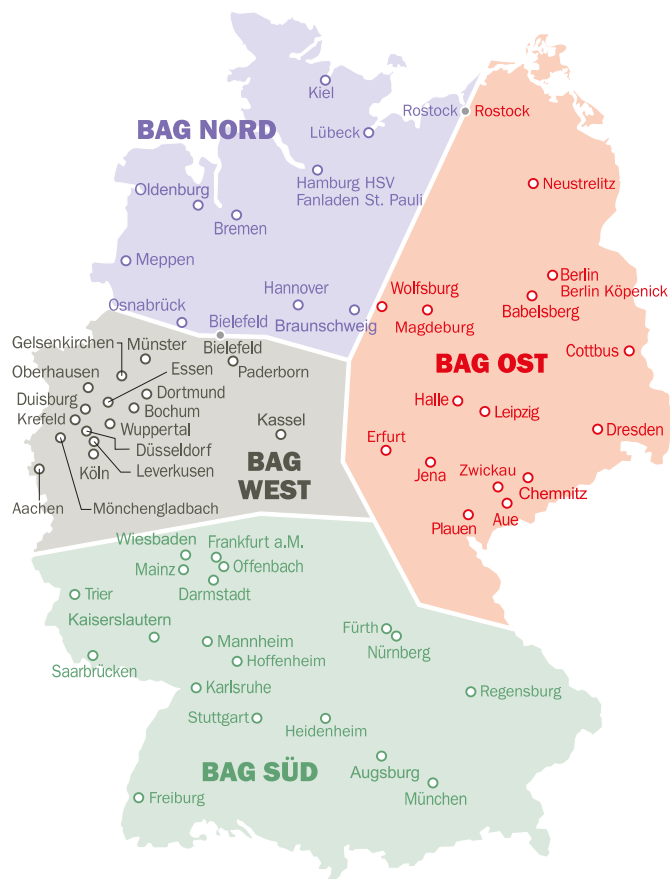 Kiel
Rostock
Rostock
BAG NORD
Lübeck
Hamburg HSV
Fanladen St. Pauli
Oldenburg
Bremen
Neustrelitz
Meppen
Hannover
Osnabrück
Bielefeld
Braunschweig
Wolfsburg
Magdeburg
Berlin
Berlin Köpenick
Babelsberg
BAG OST
Cottbus
Gelsenkirchen
Münster
Bielefeld
Paderborn
Oberhausen
Essen
Duisburg
Dortmund
Bochum
Krefeld
Wuppertal
Düsseldorf
Köln
Leverkusen
Aachen
Mönchengladbach
Kassel
BAG
WEST
Halle
Leipzig
Dresden
Erfurt
Jena
Zwickau
Chemnitz
Plauen
Aue
Wiesbaden
Frankfurt a.M.
Mainz
Offenbach
Darmstadt
Trier
Kaiserslautern
Saarbrücken
Mannheim
Hoffenheim
Fürth
Nürnberg
Karlsruhe
Regensburg
Stuttgart
Heidenheim
BAG SÜD
Augsburg
München
Freiburg